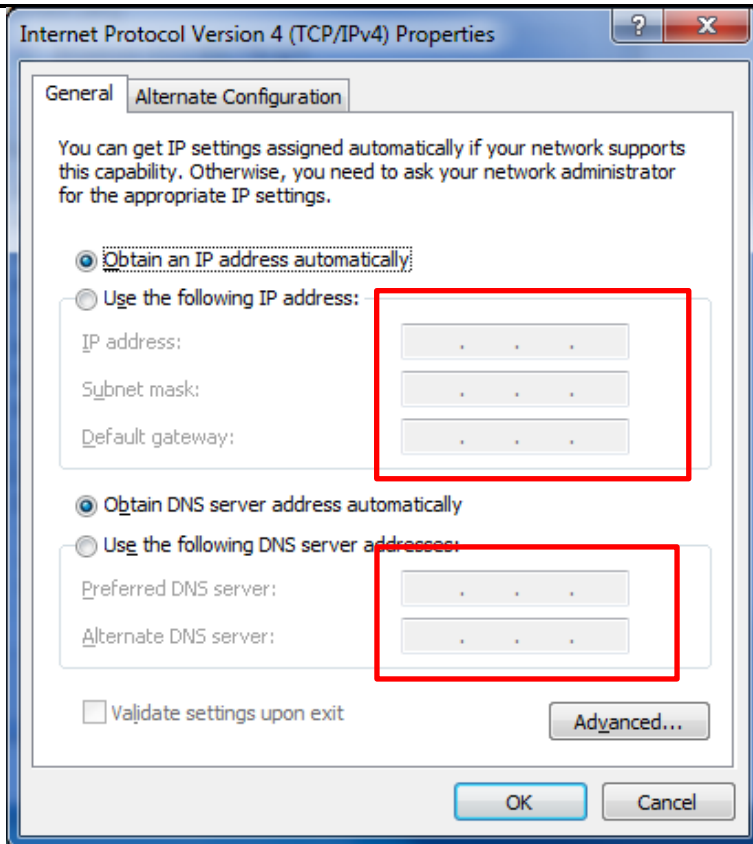 Internet Protocol Version 4 (TCP/IPv4) Properties
General
Alternate Configuration
You can get IP settings assigned automatically if your network supports
this capability. Otherwise, you need to ask your network administrator
for the appropriate IP settings.
Obtain an IP address automatically
Use the following IP address:
IP address:
Subnet mask:
Default gateway:
Obtain DNS server address automatically
Use the following DNS server addresses:
Preferred DNS server:
Alternate DNS server:
Validate settings upon exit
Advanced...
OK
Cancel